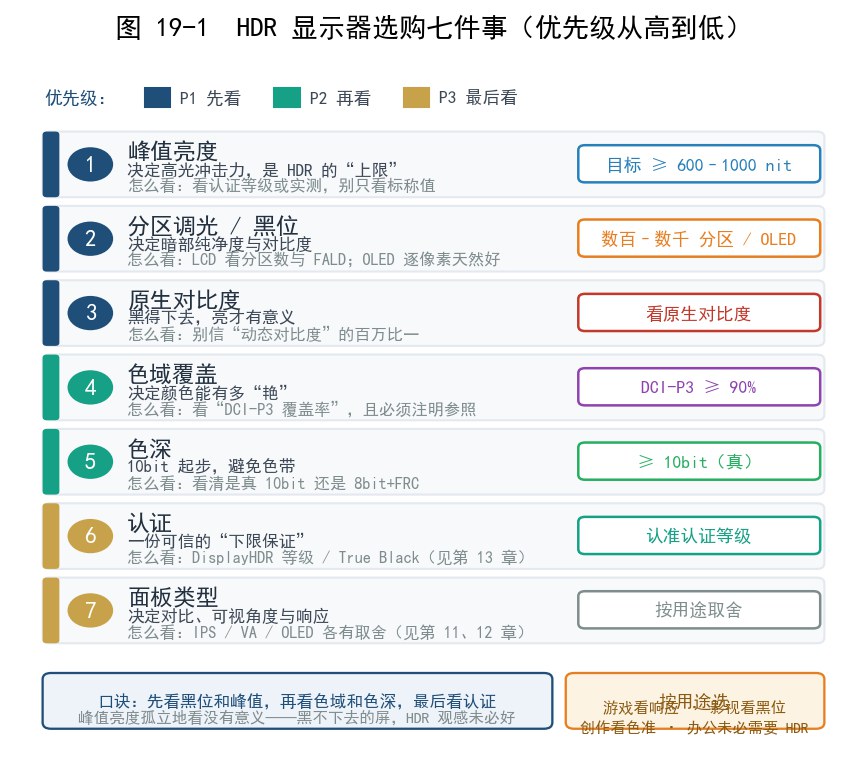 图 19-1 HDR 显示器选购七件事（优先级从高到低）
优先级: P1 先看 P2 再看 P3 最后看
1 峰值亮度
决定高光冲击力，是 HDR 的“上限”
怎么看: 看认证等级或实测，别只看标称值
目标 ≥ 600–1000 nit
2 分区调光 / 黑位
决定暗部纯净度与对比度
怎么看: LCD 看分区数与 FALD; OLED 逐像素天然好
数百–数千 分区 / OLED
3 原生对比度
黑得下去，亮才有意义
怎么看: 别信“动态对比度”的百万比一
看原生对比度
4 色域覆盖
决定颜色能有多“艳”
怎么看: 看“DCI-P3 覆盖率”，且必须注明参照
DCI-P3 ≥ 90%
5 色深
10bit 起步，避免色带
怎么看: 看清是真 10bit 还是 8bit+FRC
≥ 10bit（真）
6 认证
一份可信的“下限保证”
怎么看: DisplayHDR 等级 / True Black（见第 13 章）
认准认证等级
7 面板类型
决定对比、可视角度与响应
怎么看: IPS / VA / OLED 各有取舍（见第 11、12 章）
按用途取舍
口诀: 先看黑位和峰值，再看色域和色深，最后看认证
峰值亮度孤立地看没有意义——黑不下去的屏，HDR 观感未必好
按用途选
游戏看响应 · 影视看黑位
创作看色准 · 办公未必需要 HDR